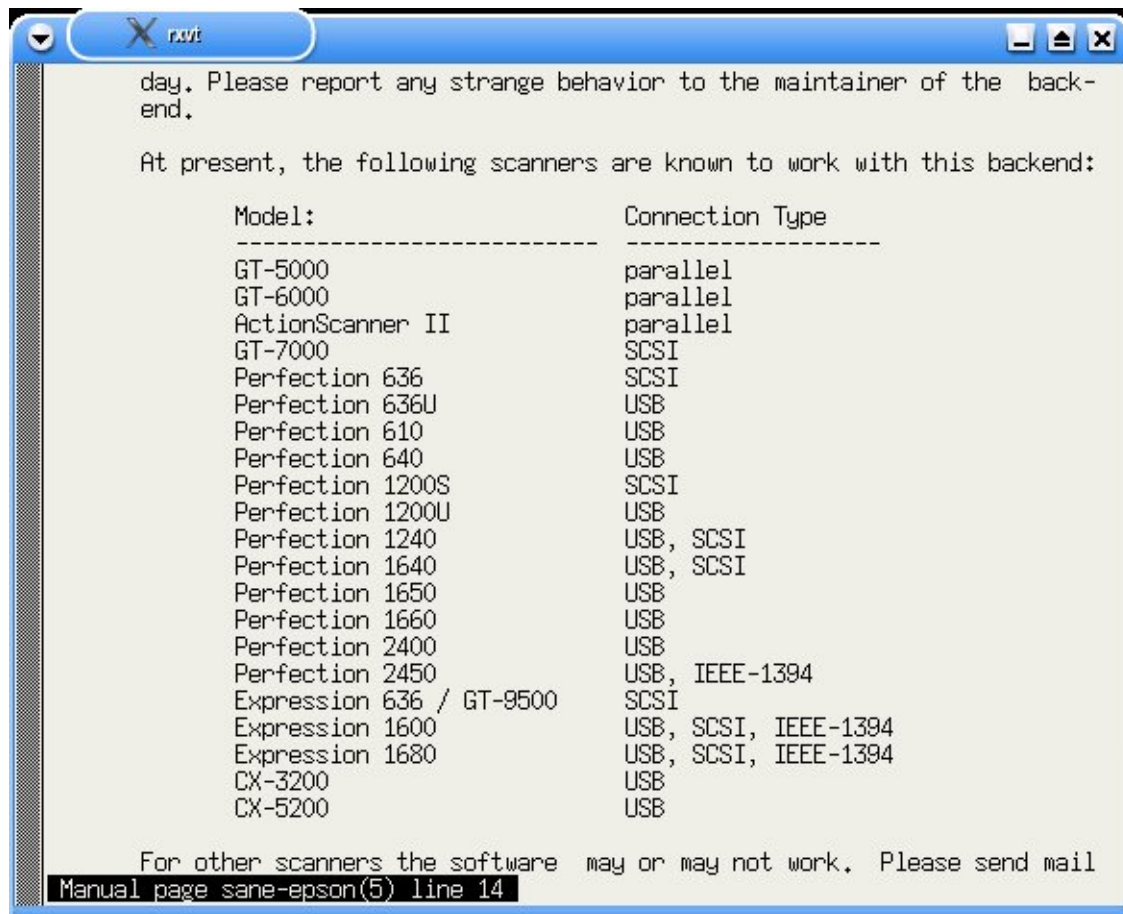 rxvt
day. Please report any strange behavior to the maintainer of the  back-
end.
At present, the following scanners are known to work with this backend:
Model:                      Connection Type
---------------------------  -------------------
GT-5000                      parallel
GT-6000                      parallel
ActionScanner II             parallel
GT-7000                      SCSI
Perfection 636               SCSI
Perfection 636U              USB
Perfection 610               USB
Perfection 640               USB
Perfection 1200S             SCSI
Perfection 1200U             USB
Perfection 1240              USB, SCSI
Perfection 1640              USB, SCSI
Perfection 1650              USB
Perfection 1660              USB
Perfection 2400              USB
Perfection 2450              USB, IEEE-1394
Expression 636 / GT-9500     SCSI
Expression 1600              USB, SCSI, IEEE-1394
Expression 1680              USB, SCSI, IEEE-1394
CX-3200                      USB
CX-5200                      USB
For other scanners the software  may or may not work.  Please send mail
Manual page sane-epson(5) line 14